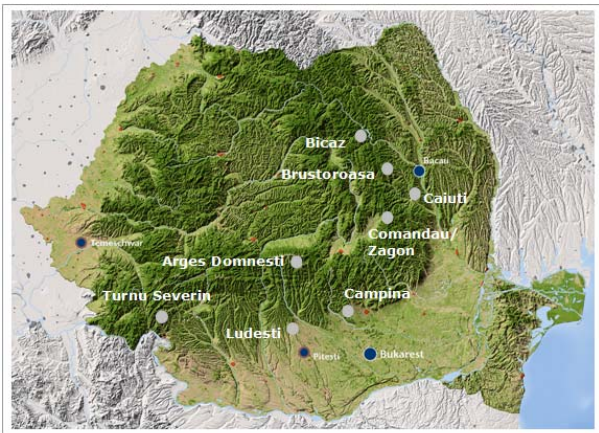 Bicaz
Brustoroasa
Bacau
Caiuti
Comandau/
Zagon
Temeschwar
Arges Domnesti
Turnu Severin
Campina
Ludesti
Pitesti
Bukarest